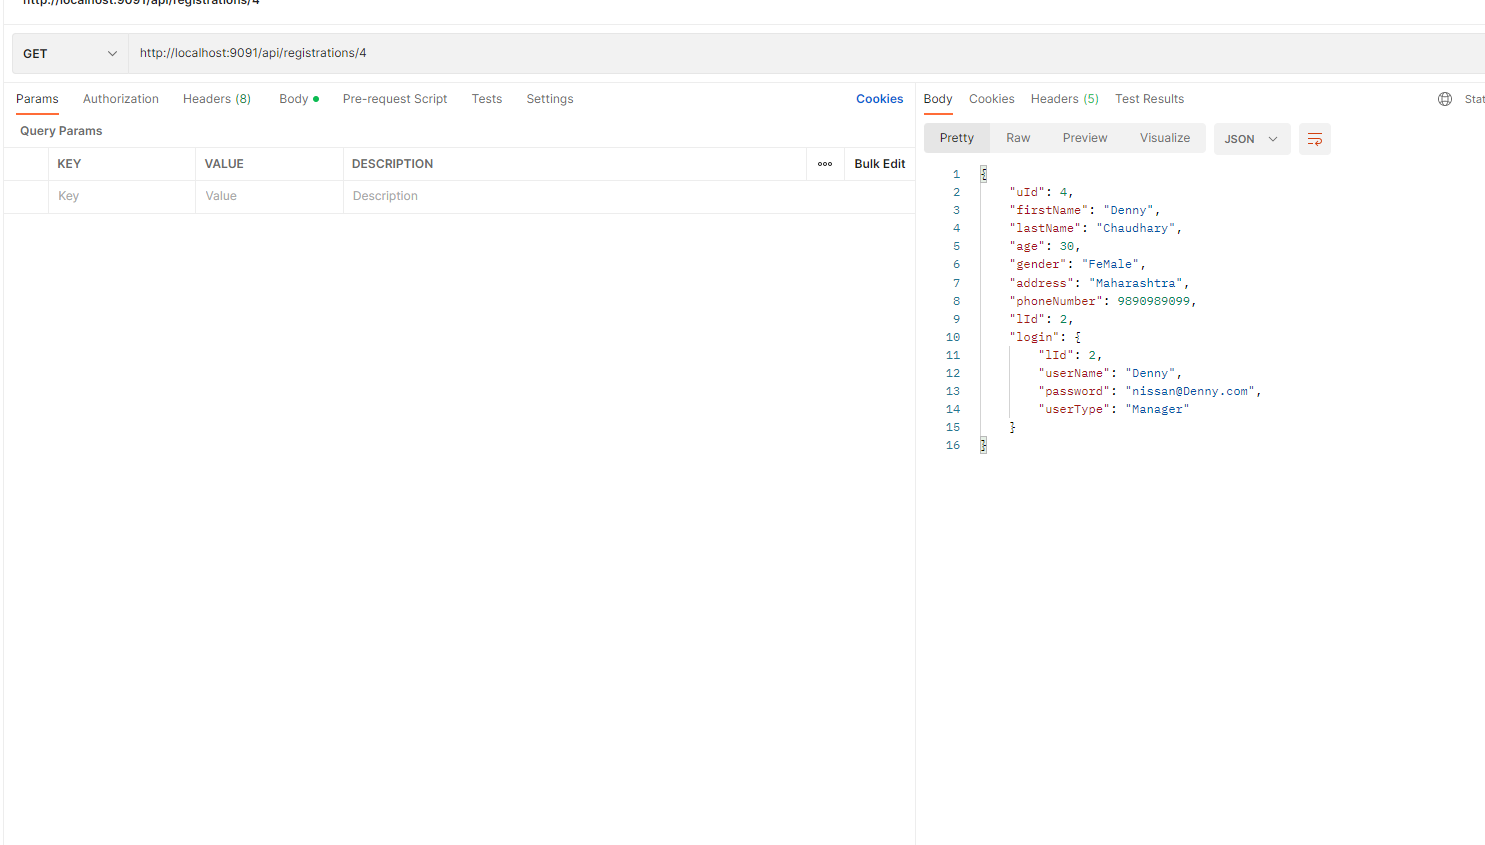 http://localhost:9091/api/registrations/4
GET http://localhost:9091/api/registrations/4
Params Authorization Headers (8) Body Pre-request Script Tests Settings Cookies
Query Params
KEY VALUE DESCRIPTION Bulk Edit
Key Value Description
Body Cookies Headers (5) Test Results Stat
Pretty Raw Preview Visualize JSON
1 {
2 "uId": 4,
3 "firstName": "Denny",
4 "lastName": "Chaudhary",
5 "age": 30,
6 "gender": "FeMale",
7 "address": "Maharashtra",
8 "phoneNumber": 9890989099,
9 "lId": 2,
10 "login": {
11 "lId": 2,
12 "userName": "Denny",
13 "password": "nissan@Denny.com",
14 "userType": "Manager"
15 }
16 }